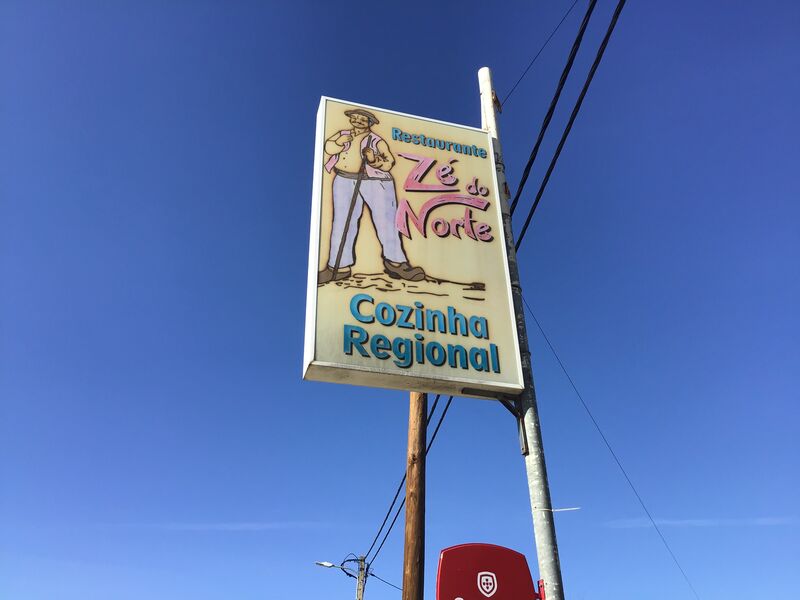 Restaurante
Zé do
Norte
Cozinha
Regional